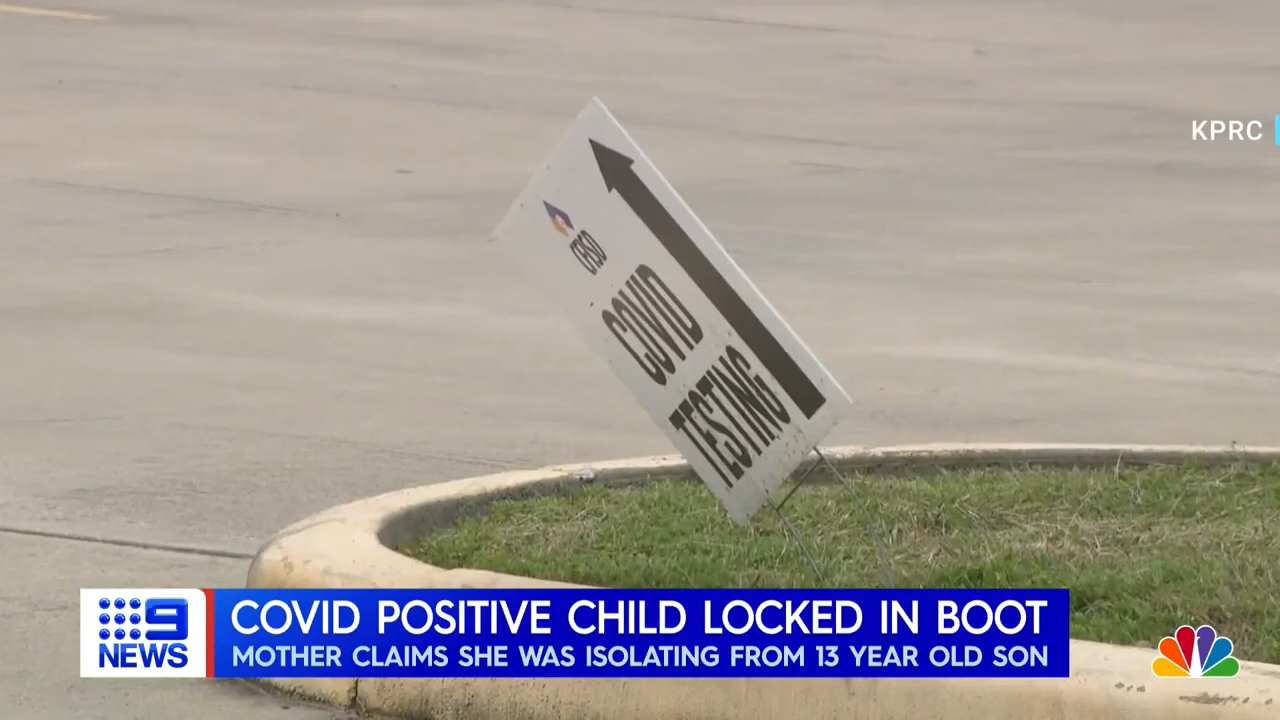 KPRC
CFISD
COVID
TESTING
9
NEWS
COVID POSITIVE CHILD LOCKED IN BOOT
MOTHER CLAIMS SHE WAS ISOLATING FROM 13 YEAR OLD SON